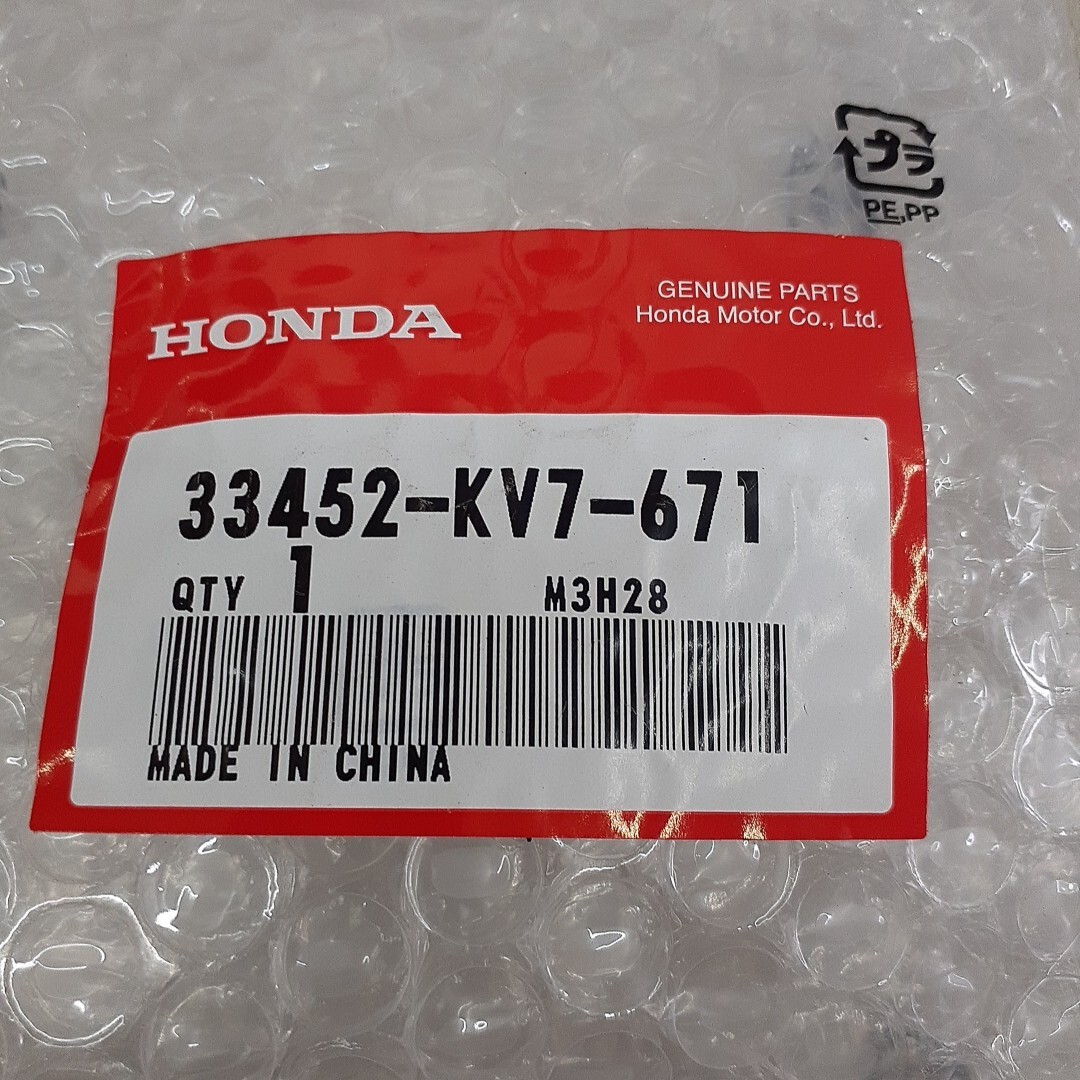 プラ
PE,PP
HONDA
GENUINE PARTS
Honda Motor Co., Ltd.
33452-KV7-671
QTY 1 M3H28
MADE IN CHINA